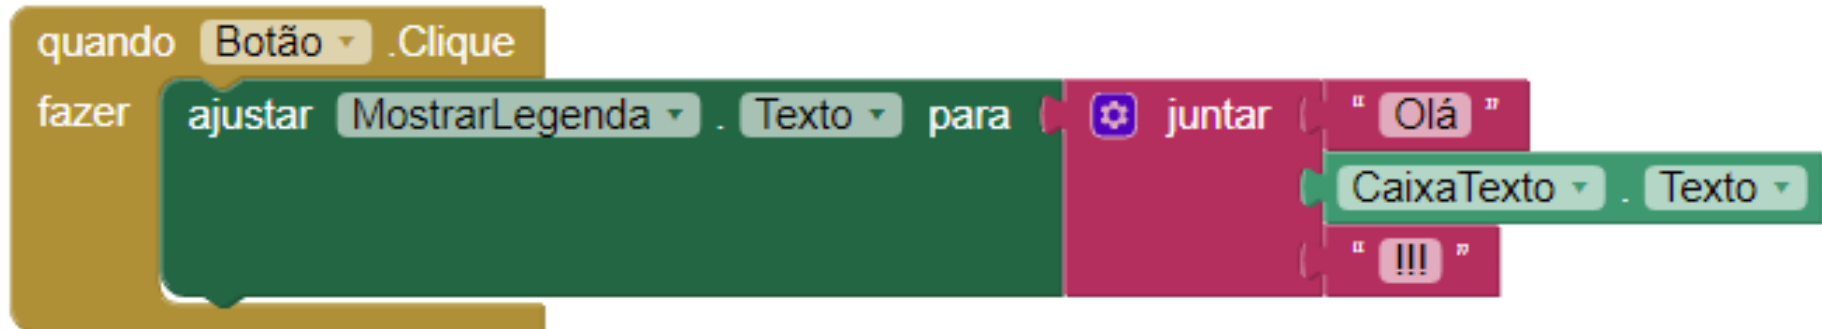 quando Botão .Clique
fazer ajustar MostrarLegenda . Texto para juntar “ Olá ”
CaixaTexto . Texto
“ !!! ”